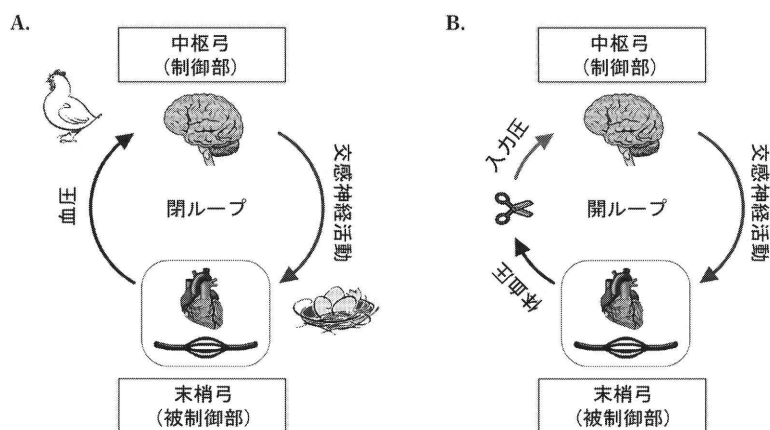 A.
中枢弓
（制御部）
血圧
閉ループ
交感神経活動
末梢弓
（被制御部）
B.
中枢弓
（制御部）
入力圧
開ループ
交感神経活動
体血圧
末梢弓
（被制御部）